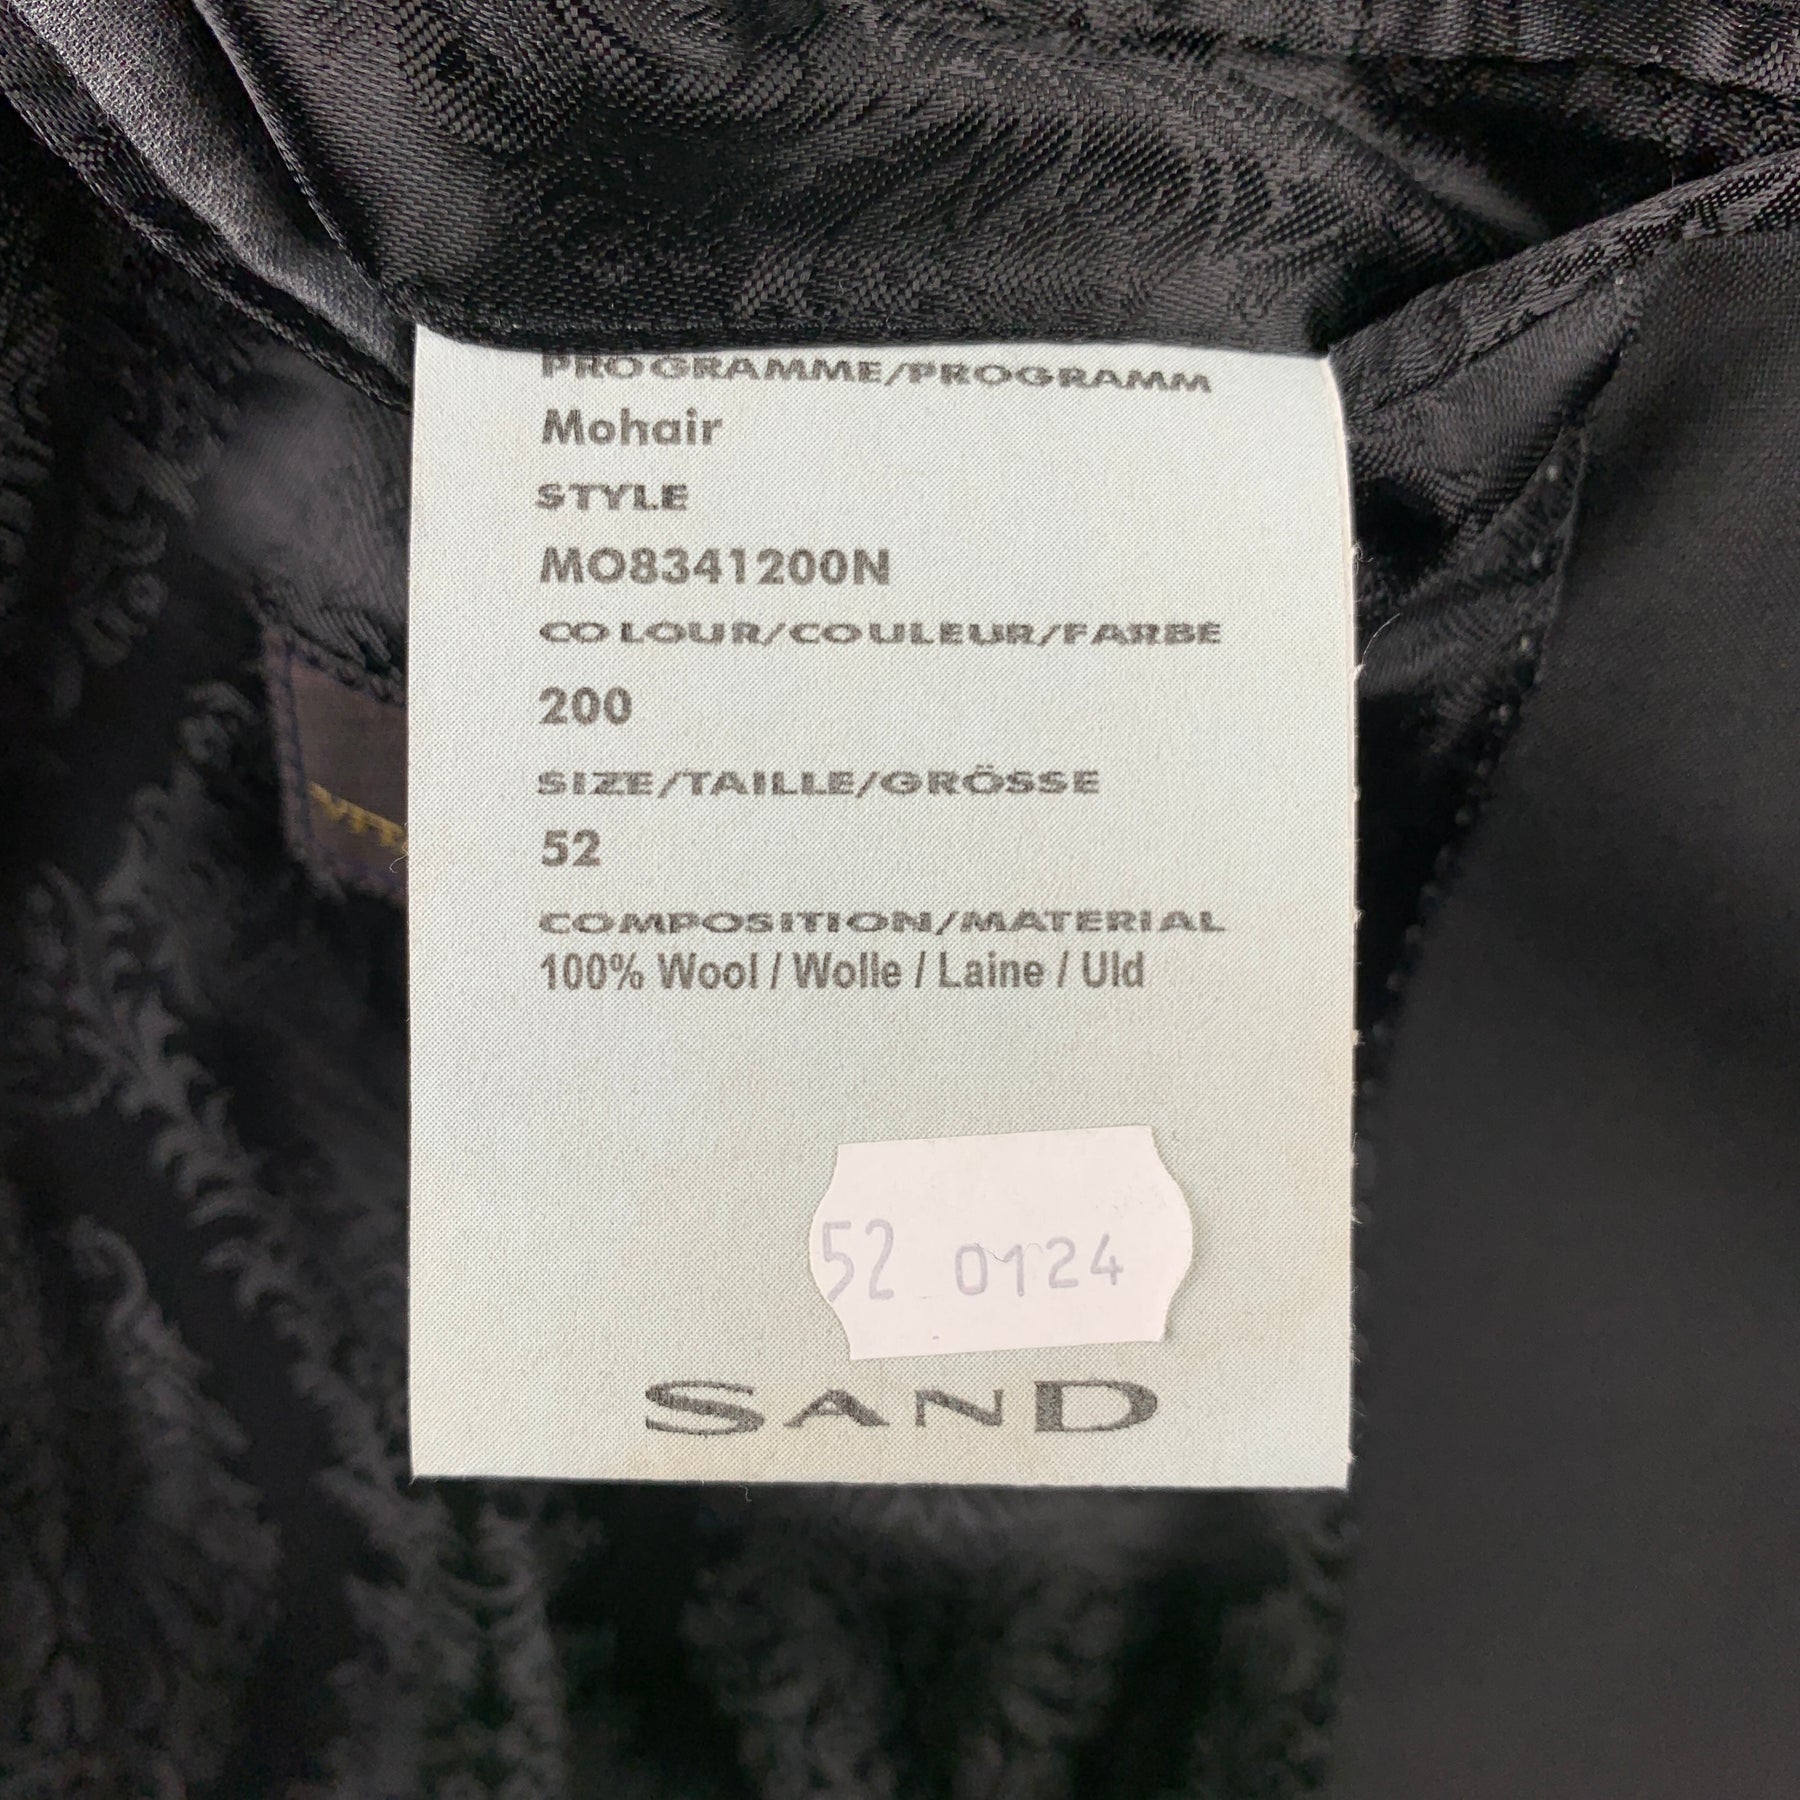 PROGRAMME/PROGRAMM
Mohair
STYLE
MO8341200N
COLOUR/COULEUR/FARBE
200
SIZE/TAILLE/GRÖSSE
52
COMPOSITION/MATERIAL
100% Wool / Wolle / Laine / Uld
52 0124
SAND